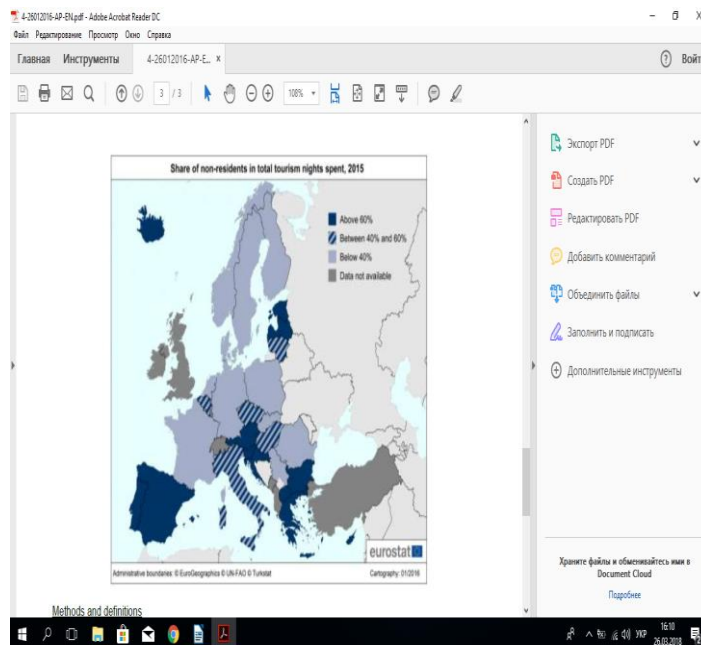 4-26012016-AP-EN.pdf - Adobe Acrobat Reader DC
Файл Редактирование Просмотр Окно Справка
Главная Инструменты 4-26012016-AP-E... × Войти
3 / 3 108%
Share of non-residents in total tourism nights spent, 2015
Above 60%
Between 40% and 60%
Below 40%
Data not available
eurostat
Administrative boundaries: © EuroGeographics © UN-FAO © Turkstat Cartography: 01/2016
Methods and definitions
Экспорт PDF
Создать PDF
Редактировать PDF
Добавить комментарий
Объединить файлы
Заполнить и подписать
Дополнительные инструменты
Храните файлы и обменивайтесь ими в
Document Cloud
Подробнее
УКР
16:10
26.03.2018